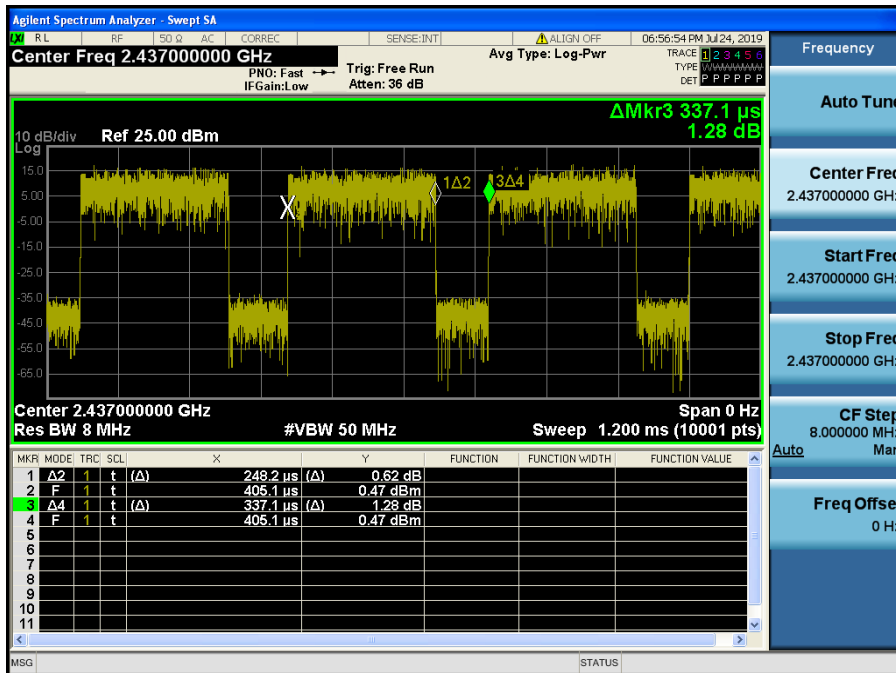 Agilent Spectrum Analyzer - Swept SA
LXI RL RF 50 Ω AC CORREC SENSE:INT ALIGN OFF 06:56:54 PM Jul 24, 2019
Center Freq 2.437000000 GHz
PNO: Fast
IFGain:Low
Trig: Free Run
Atten: 36 dB
Avg Type: Log-Pwr
TRACE 1 2 3 4 5 6
TYPE WWWWWW
DET P P P P P P
ΔMkr3 337.1 µs
1.28 dB
10 dB/div Ref 25.00 dBm
Log
15.0
5.00
-5.00
-15.0
-25.0
-35.0
-45.0
-55.0
-65.0
X
1Δ2
3Δ4
Center 2.437000000 GHz Span 0 Hz
Res BW 8 MHz #VBW 50 MHz Sweep 1.200 ms (10001 pts)
MKR MODE TRC SCL X Y FUNCTION FUNCTION WIDTH FUNCTION VALUE
1 Δ2 1 t (Δ) 248.2 µs (Δ) 0.62 dB
2 F 1 t 405.1 µs 0.47 dBm
3 Δ4 1 t (Δ) 337.1 µs (Δ) 1.28 dB
4 F 1 t 405.1 µs 0.47 dBm
5
6
7
8
9
10
11
MSG STATUS
Frequency
Auto Tune
Center Freq
2.437000000 GHz
Start Freq
2.437000000 GHz
Stop Freq
2.437000000 GHz
CF Step
8.000000 MHz
Auto Man
Freq Offset
0 Hz